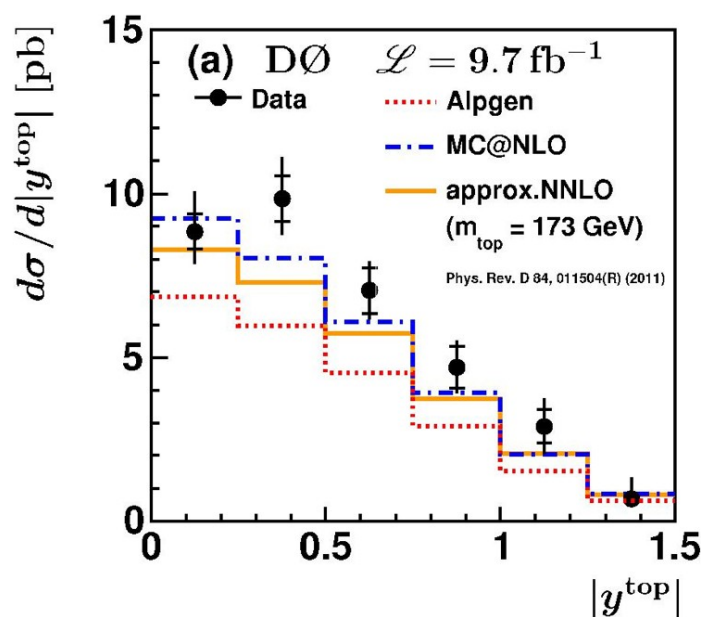 (a) DØ ℒ = 9.7 fb⁻¹
Data
Alpgen
MC@NLO
approx.NNLO
(m_top = 173 GeV)
Phys. Rev. D 84, 011504(R) (2011)
dσ/d|y^top| [pb]
15
10
5
0
0 0.5 1 1.5
|y^top|